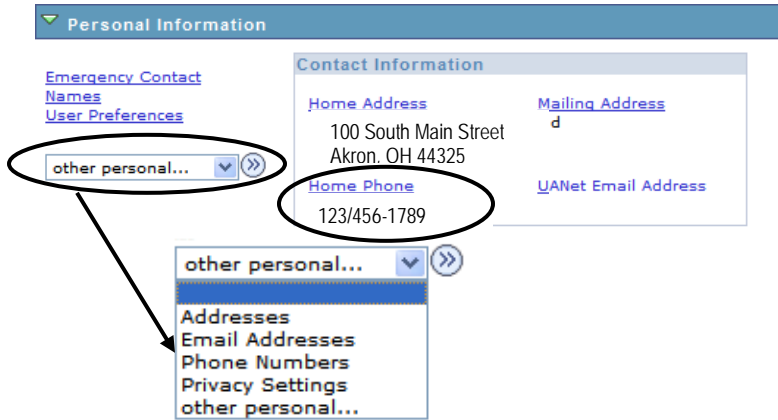 Personal Information
Emergency Contact
Names
User Preferences
other personal...
Contact Information
Home Address
100 South Main Street
Akron, OH 44325
Mailing Address
d
Home Phone
123/456-1789
UANet Email Address
other personal...
Addresses
Email Addresses
Phone Numbers
Privacy Settings
other personal...